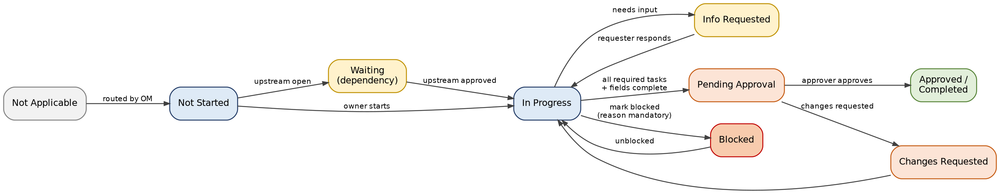 Not Applicable
routed by OM
Not Started
upstream open
owner starts
Waiting
(dependency)
upstream approved
In Progress
needs input
requester responds
all required tasks
+ fields complete
mark blocked
(reason mandatory)
unblocked
Info Requested
Pending Approval
Blocked
approver approves
changes requested
Approved /
Completed
Changes Requested